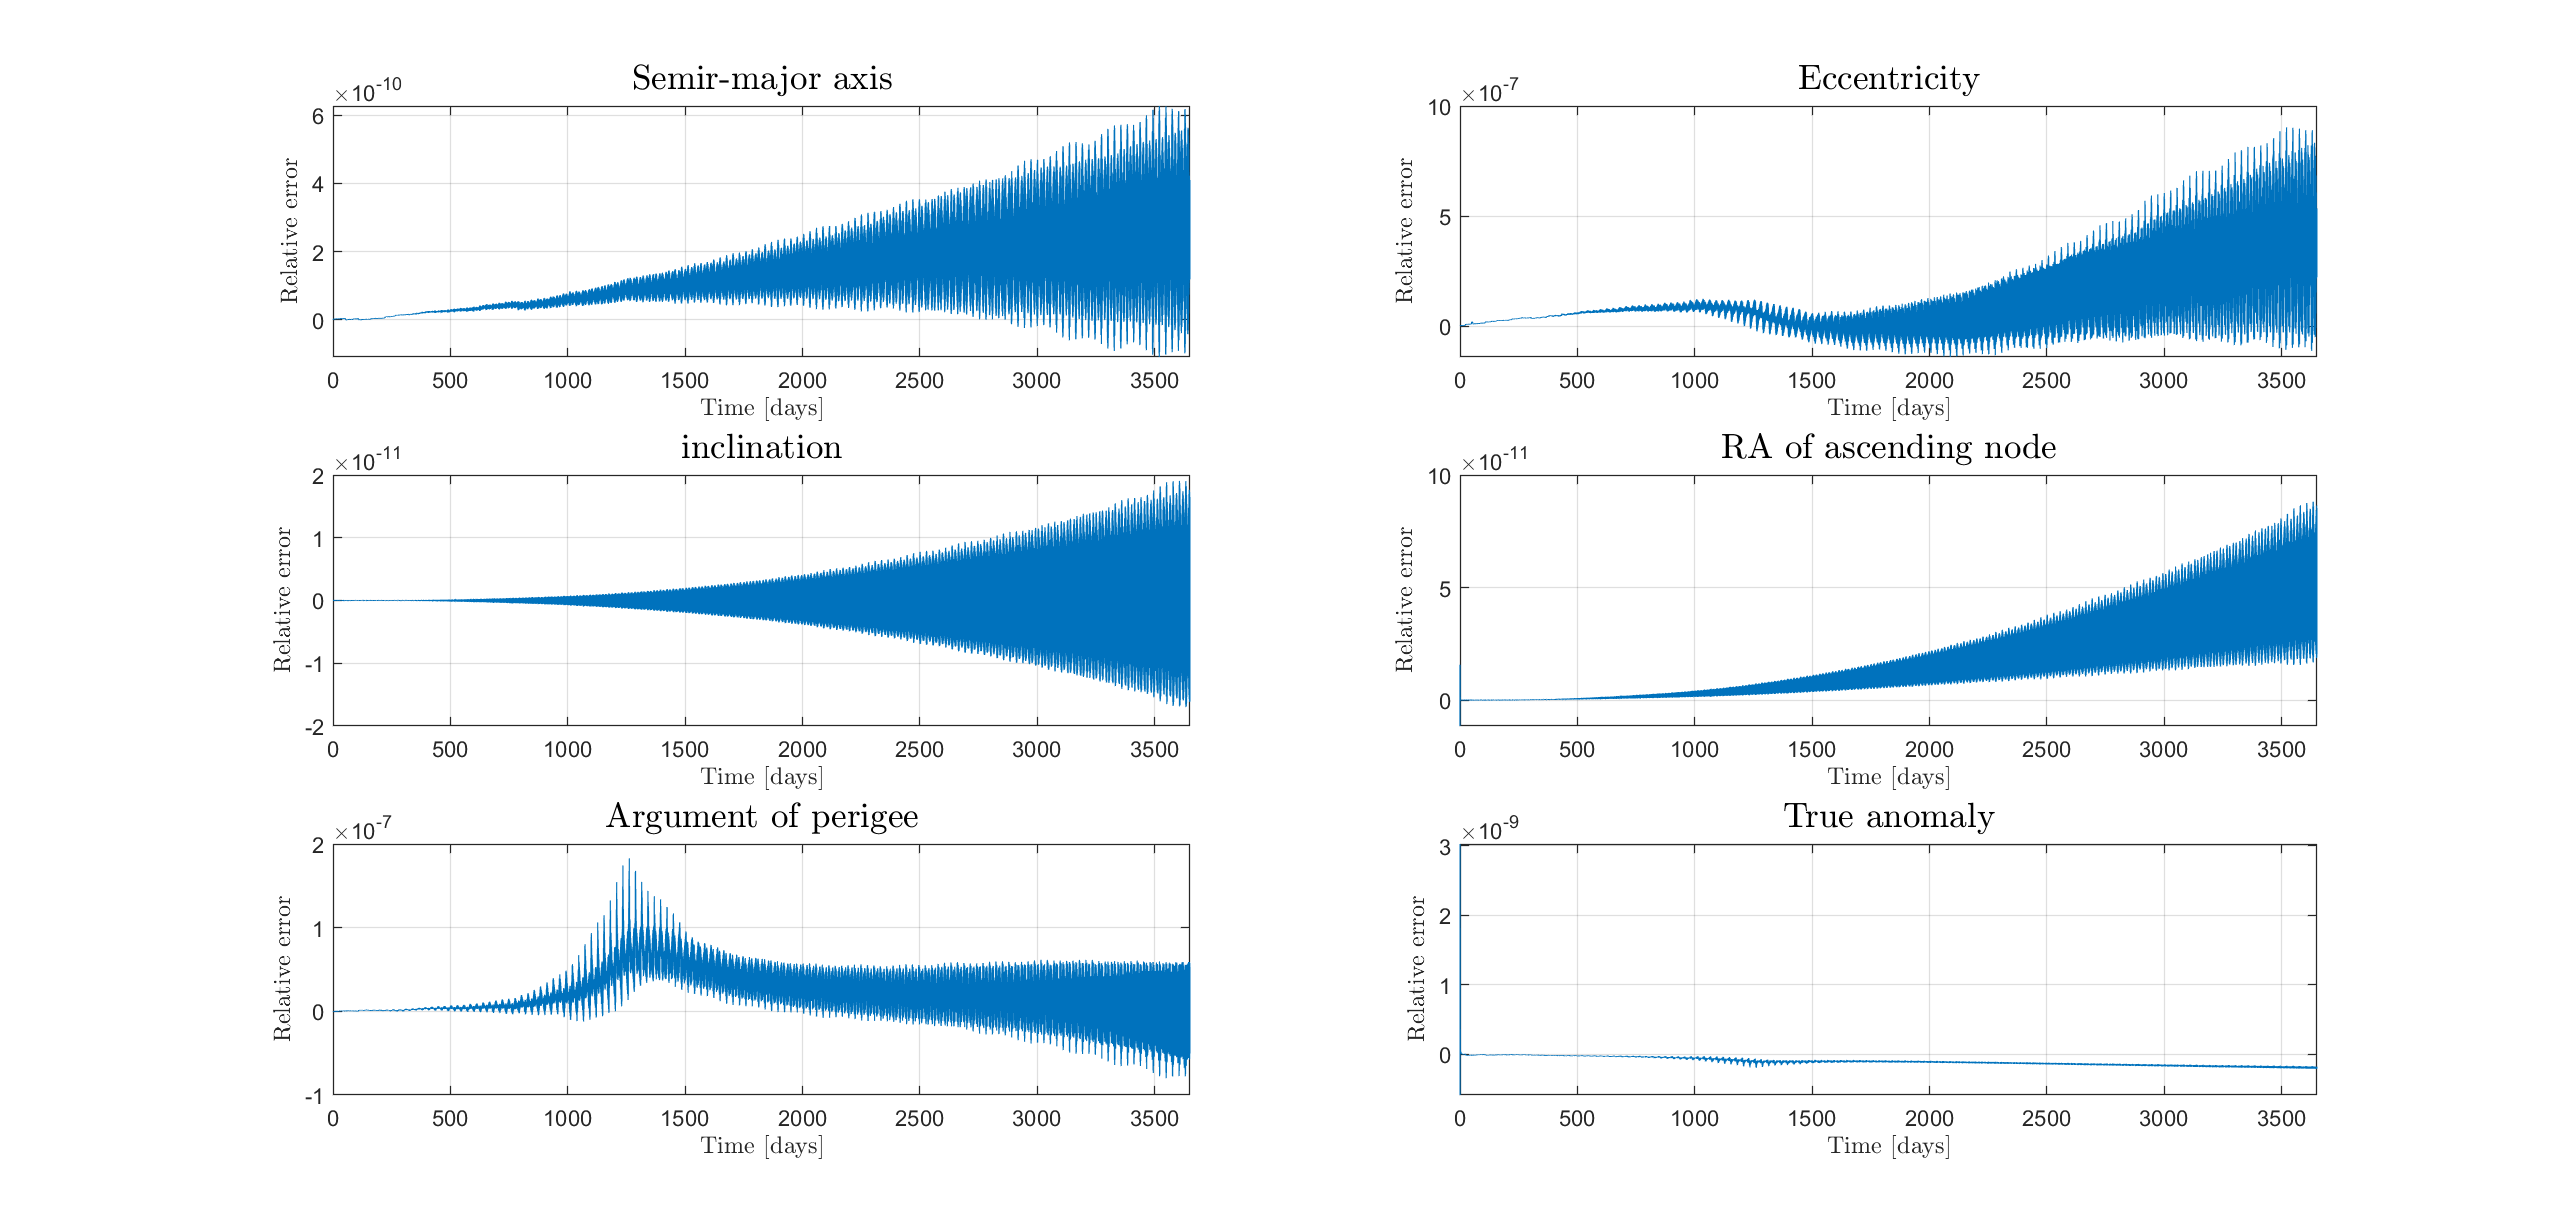 Semir-major axis
×10-10
6
4
2
0
Relative error
0 500 1000 1500 2000 2500 3000 3500
Time [days]
Eccentricity
×10-7
10
5
0
Relative error
0 500 1000 1500 2000 2500 3000 3500
Time [days]
inclination
×10-11
2
1
0
-1
-2
Relative error
0 500 1000 1500 2000 2500 3000 3500
Time [days]
RA of ascending node
×10-11
10
5
0
Relative error
0 500 1000 1500 2000 2500 3000 3500
Time [days]
Argument of perigee
×10-7
2
1
0
-1
Relative error
0 500 1000 1500 2000 2500 3000 3500
Time [days]
True anomaly
×10-9
3
2
1
0
Relative error
0 500 1000 1500 2000 2500 3000 3500
Time [days]